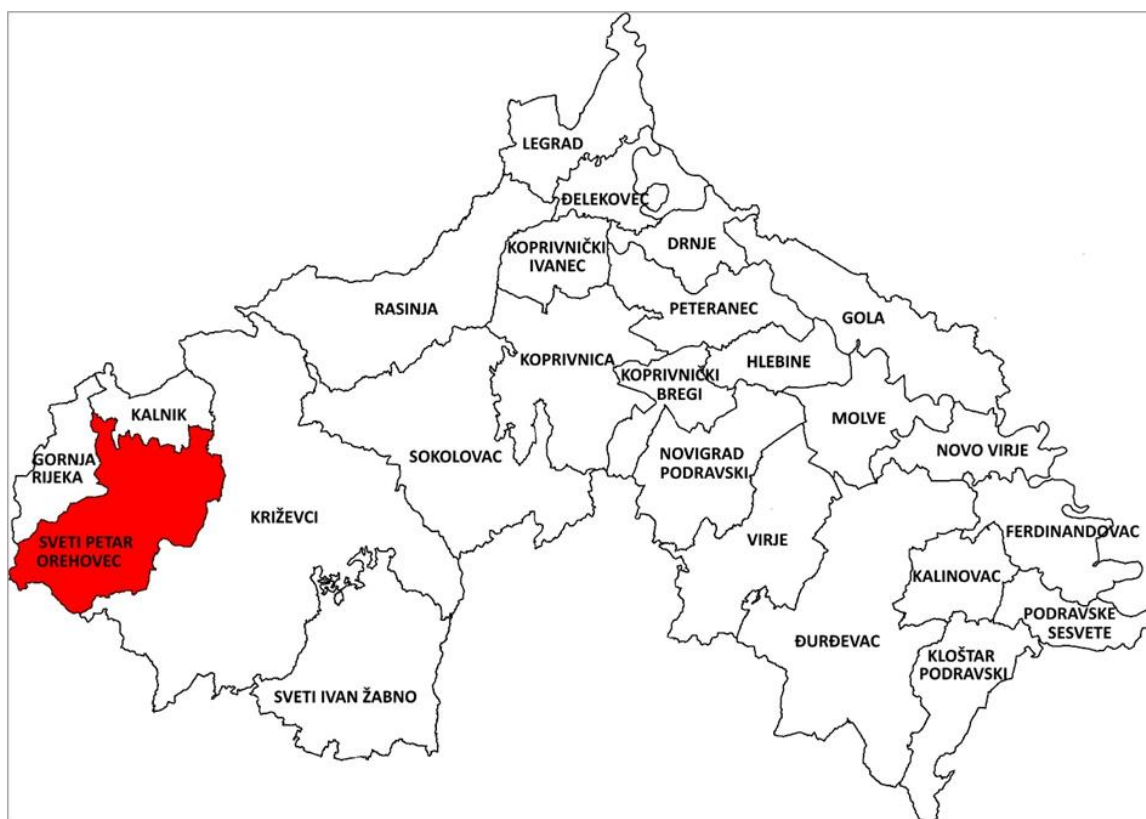 LEGRAD
ĐELEKOVEC
DRNJE
KOPRIVNIČKI
IVANEC
RASINJA
PETERANEC
GOLA
KOPRIVNICA
HLEBINE
KOPRIVNIČKI
BREGI
KALNIK
MOLVE
GORNJA
RIJEKA
SOKOLOVAC
NOVIGRAD
PODRAVSKI
NOVO VIRJE
KRIŽEVCI
SVETI PETAR
OREHOVEC
VIRJE
FERDINANDOVAC
KALINOVAC
PODRAVSKE
SESVETE
ĐURĐEVAC
KLOŠTAR
PODRAVSKI
SVETI IVAN ŽABNO